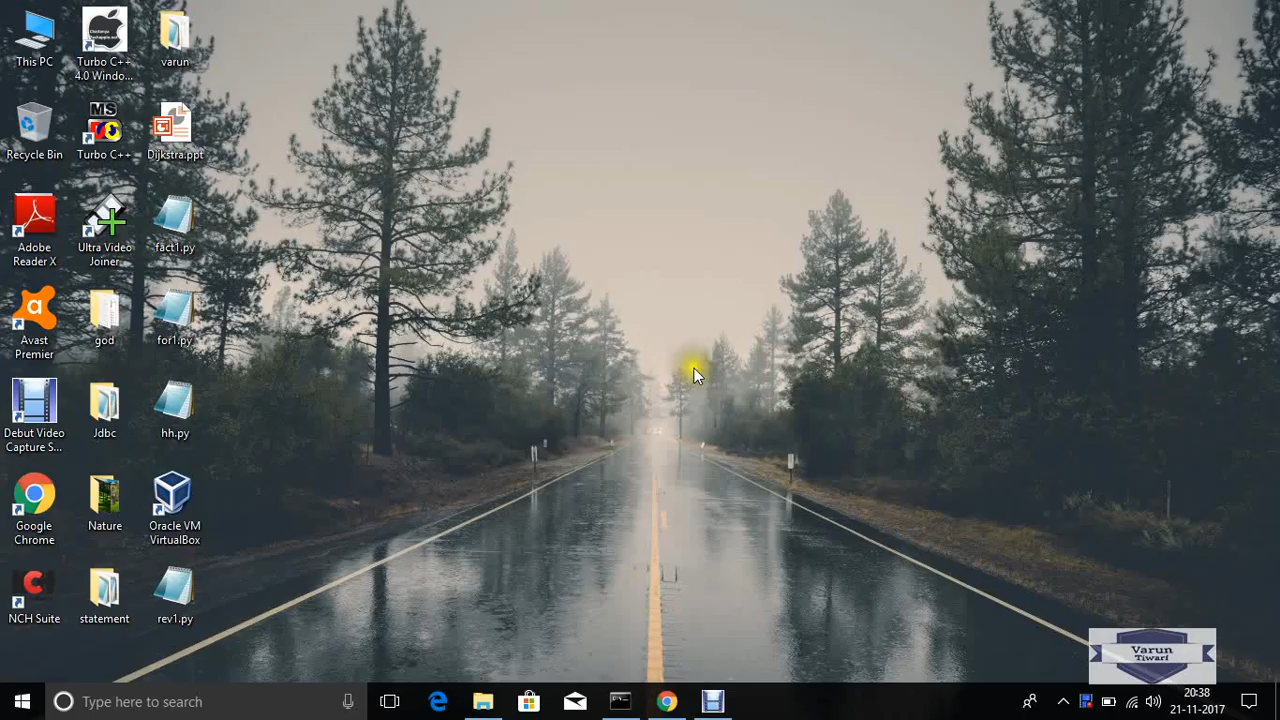 This PC
Turbo C++
4.0 Windo...
varun
Recycle Bin
MS
Turbo C++
Dijkstra.ppt
Adobe
Reader X
Ultra Video
Joiner
fact1.py
Avast
Premier
god
for1.py
Debut Video
Capture S...
Jdbc
hh.py
Google
Chrome
Nature
Oracle VM
VirtualBox
NCH Suite
statement
rev1.py
Varun
Tiwari
Type here to search
20:38
21-11-2017